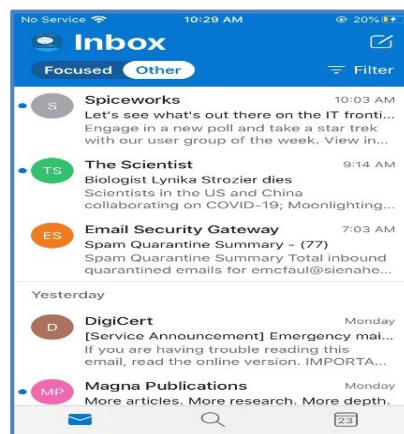 No Service 10:29 AM 20%
Inbox
Focused Other Filter
S Spiceworks 10:03 AM
Let's see what's out there on the IT fronti...
Engage in a new poll and take a star trek
with our user group of the week. View in...
TS The Scientist 9:14 AM
Biologist Lynika Strozier dies
Scientists in the US and China
collaborating on COVID-19; Moonlighting...
ES Email Security Gateway 7:03 AM
Spam Quarantine Summary - (77)
Spam Quarantine Summary Total inbound
quarantined emails for emcfaul@sienahe...
Yesterday
D DigiCert Monday
[Service Announcement] Emergency mai...
If you are having trouble reading this
email, read the online version. IMPORTA...
MP Magna Publications Monday
More articles. More research. More depth.
23